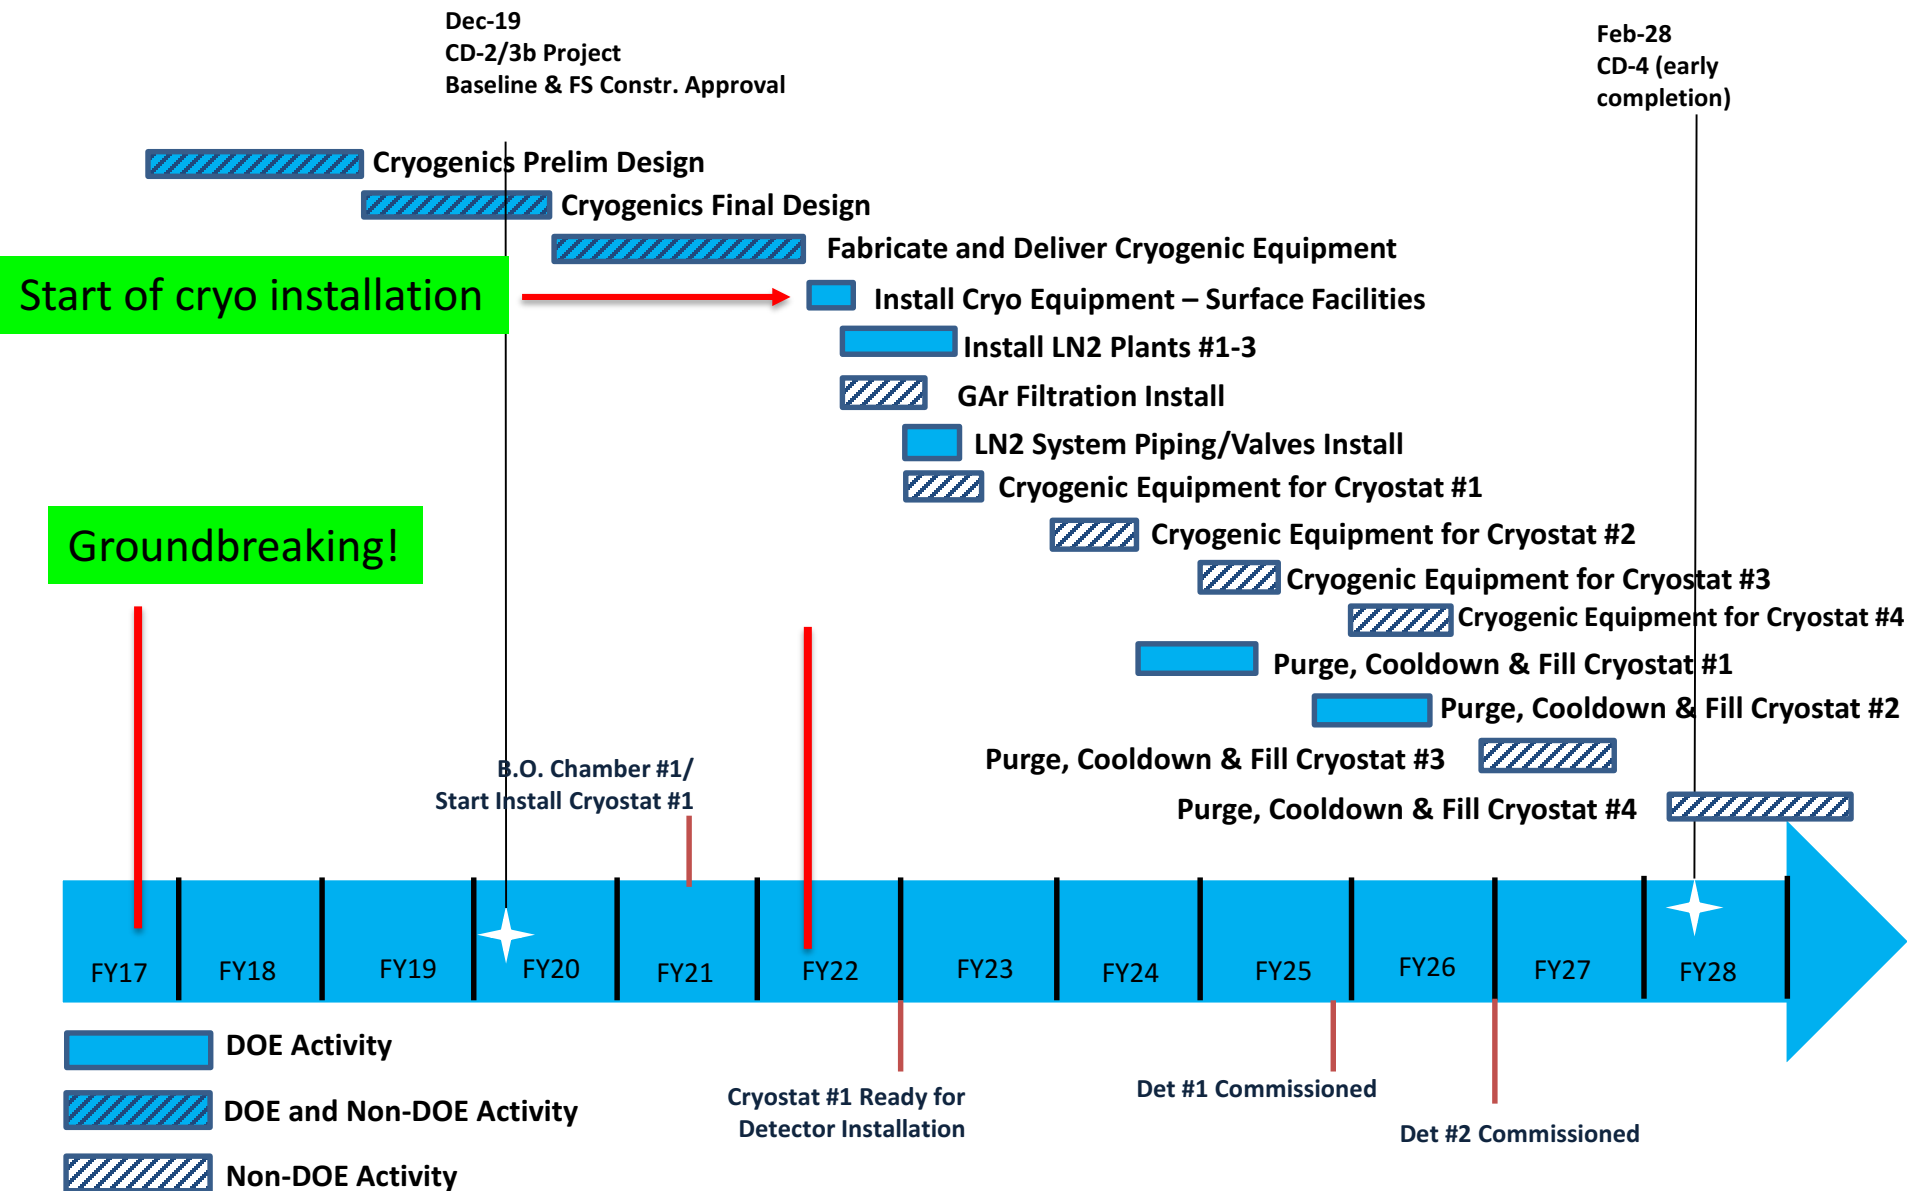 Dec-19
CD-2/3b Project
Baseline & FS Constr. Approval
Feb-28
CD-4 (early
completion)
Cryogenics Prelim Design
Cryogenics Final Design
Fabricate and Deliver Cryogenic Equipment
Start of cryo installation
Install Cryo Equipment – Surface Facilities
Install LN2 Plants #1-3
GAr Filtration Install
LN2 System Piping/Valves Install
Cryogenic Equipment for Cryostat #1
Groundbreaking!
Cryogenic Equipment for Cryostat #2
Cryogenic Equipment for Cryostat #3
Cryogenic Equipment for Cryostat #4
Purge, Cooldown & Fill Cryostat #1
Purge, Cooldown & Fill Cryostat #2
Purge, Cooldown & Fill Cryostat #3
B.O. Chamber #1/
Start Install Cryostat #1
Purge, Cooldown & Fill Cryostat #4
FY17
FY18
FY19
FY20
FY21
FY22
FY23
FY24
FY25
FY26
FY27
FY28
DOE Activity
DOE and Non-DOE Activity
Non-DOE Activity
Cryostat #1 Ready for
Detector Installation
Det #1 Commissioned
Det #2 Commissioned